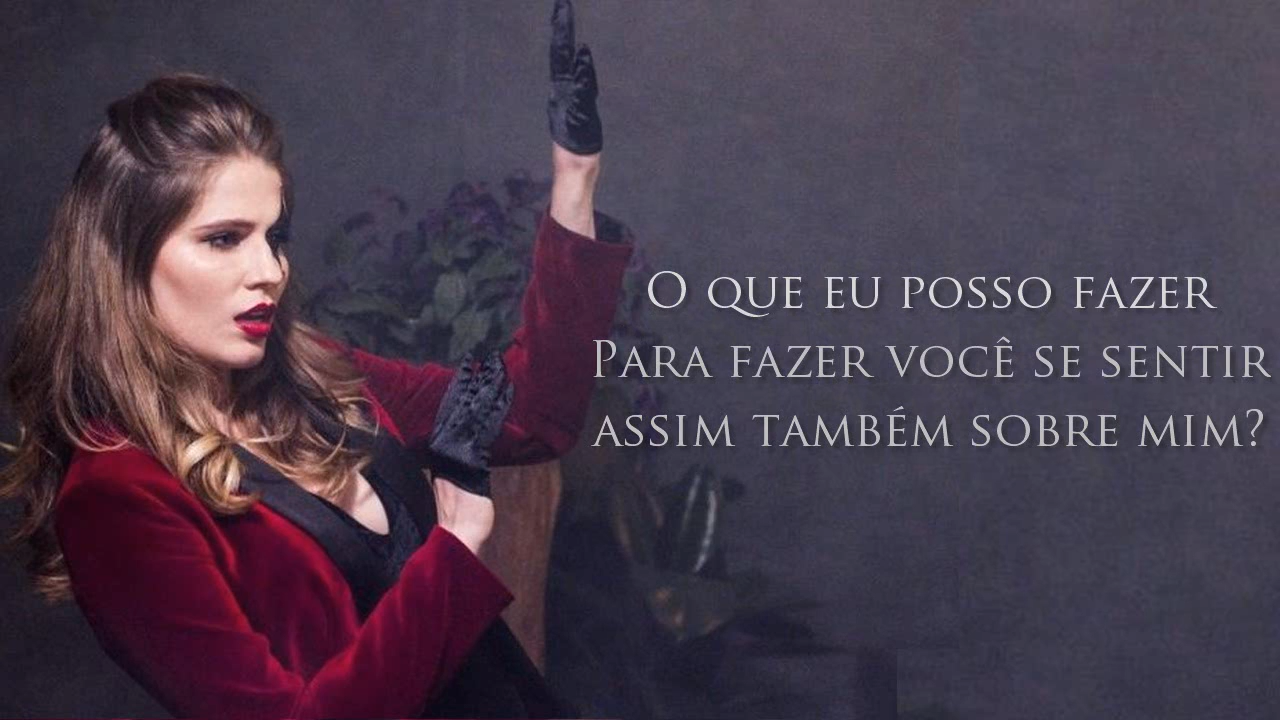 O que eu posso fazer
Para fazer você se sentir
assim também sobre mim?